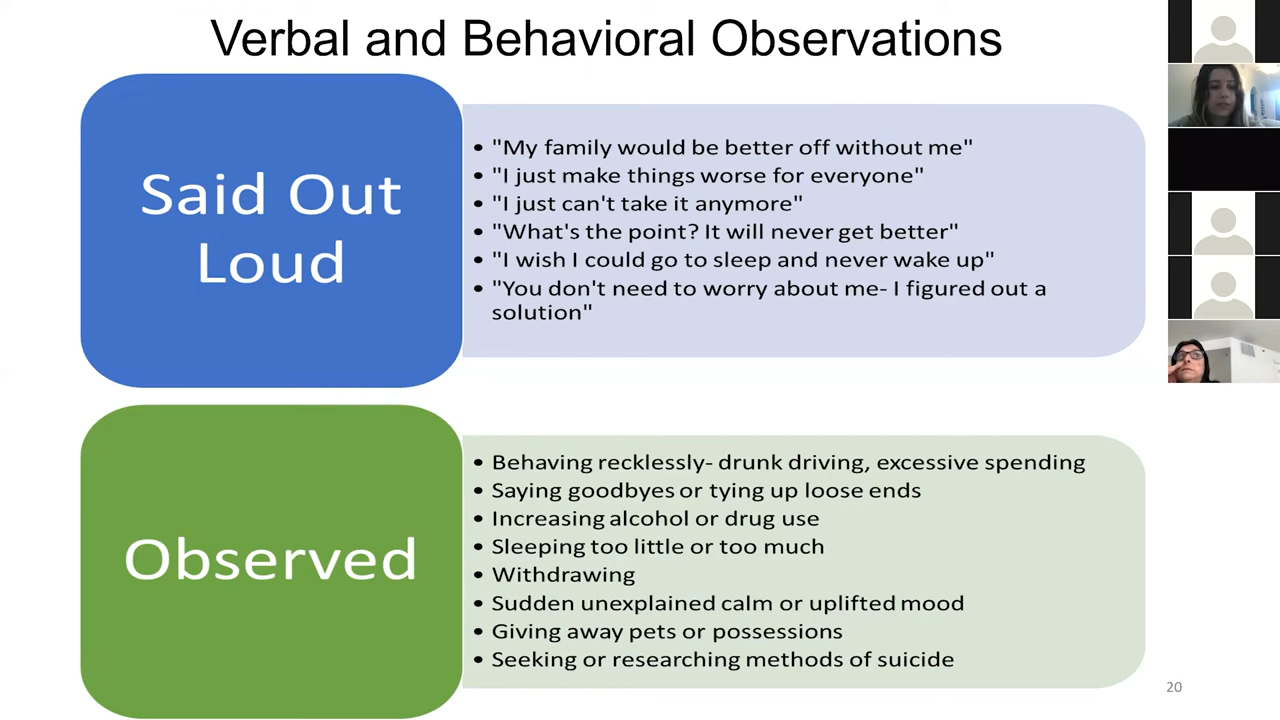 Verbal and Behavioral Observations
Said Out
Loud
• "My family would be better off without me"
• "I just make things worse for everyone"
• "I just can't take it anymore"
• "What's the point? It will never get better"
• "I wish I could go to sleep and never wake up"
• "You don't need to worry about me- I figured out a
solution"
Observed
• Behaving recklessly- drunk driving, excessive spending
• Saying goodbyes or tying up loose ends
• Increasing alcohol or drug use
• Sleeping too little or too much
• Withdrawing
• Sudden unexplained calm or uplifted mood
• Giving away pets or possessions
• Seeking or researching methods of suicide
20